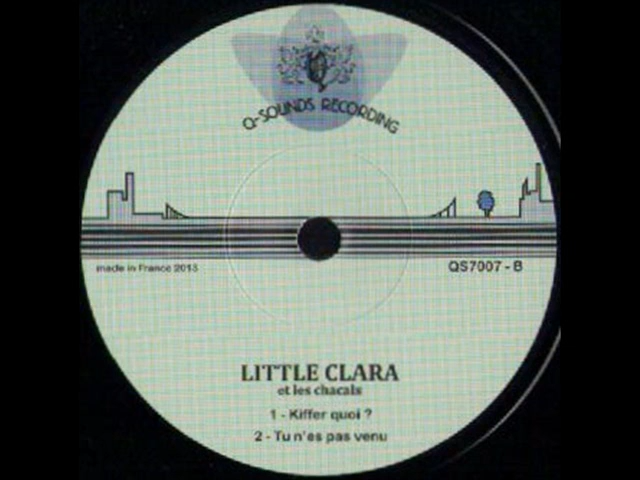 Q-SOUNDS RECORDING
made in France 2013
QS7007 - B
LITTLE CLARA
et les chacals
1 - Kiffer quoi ?
2 - Tu n'es pas venu